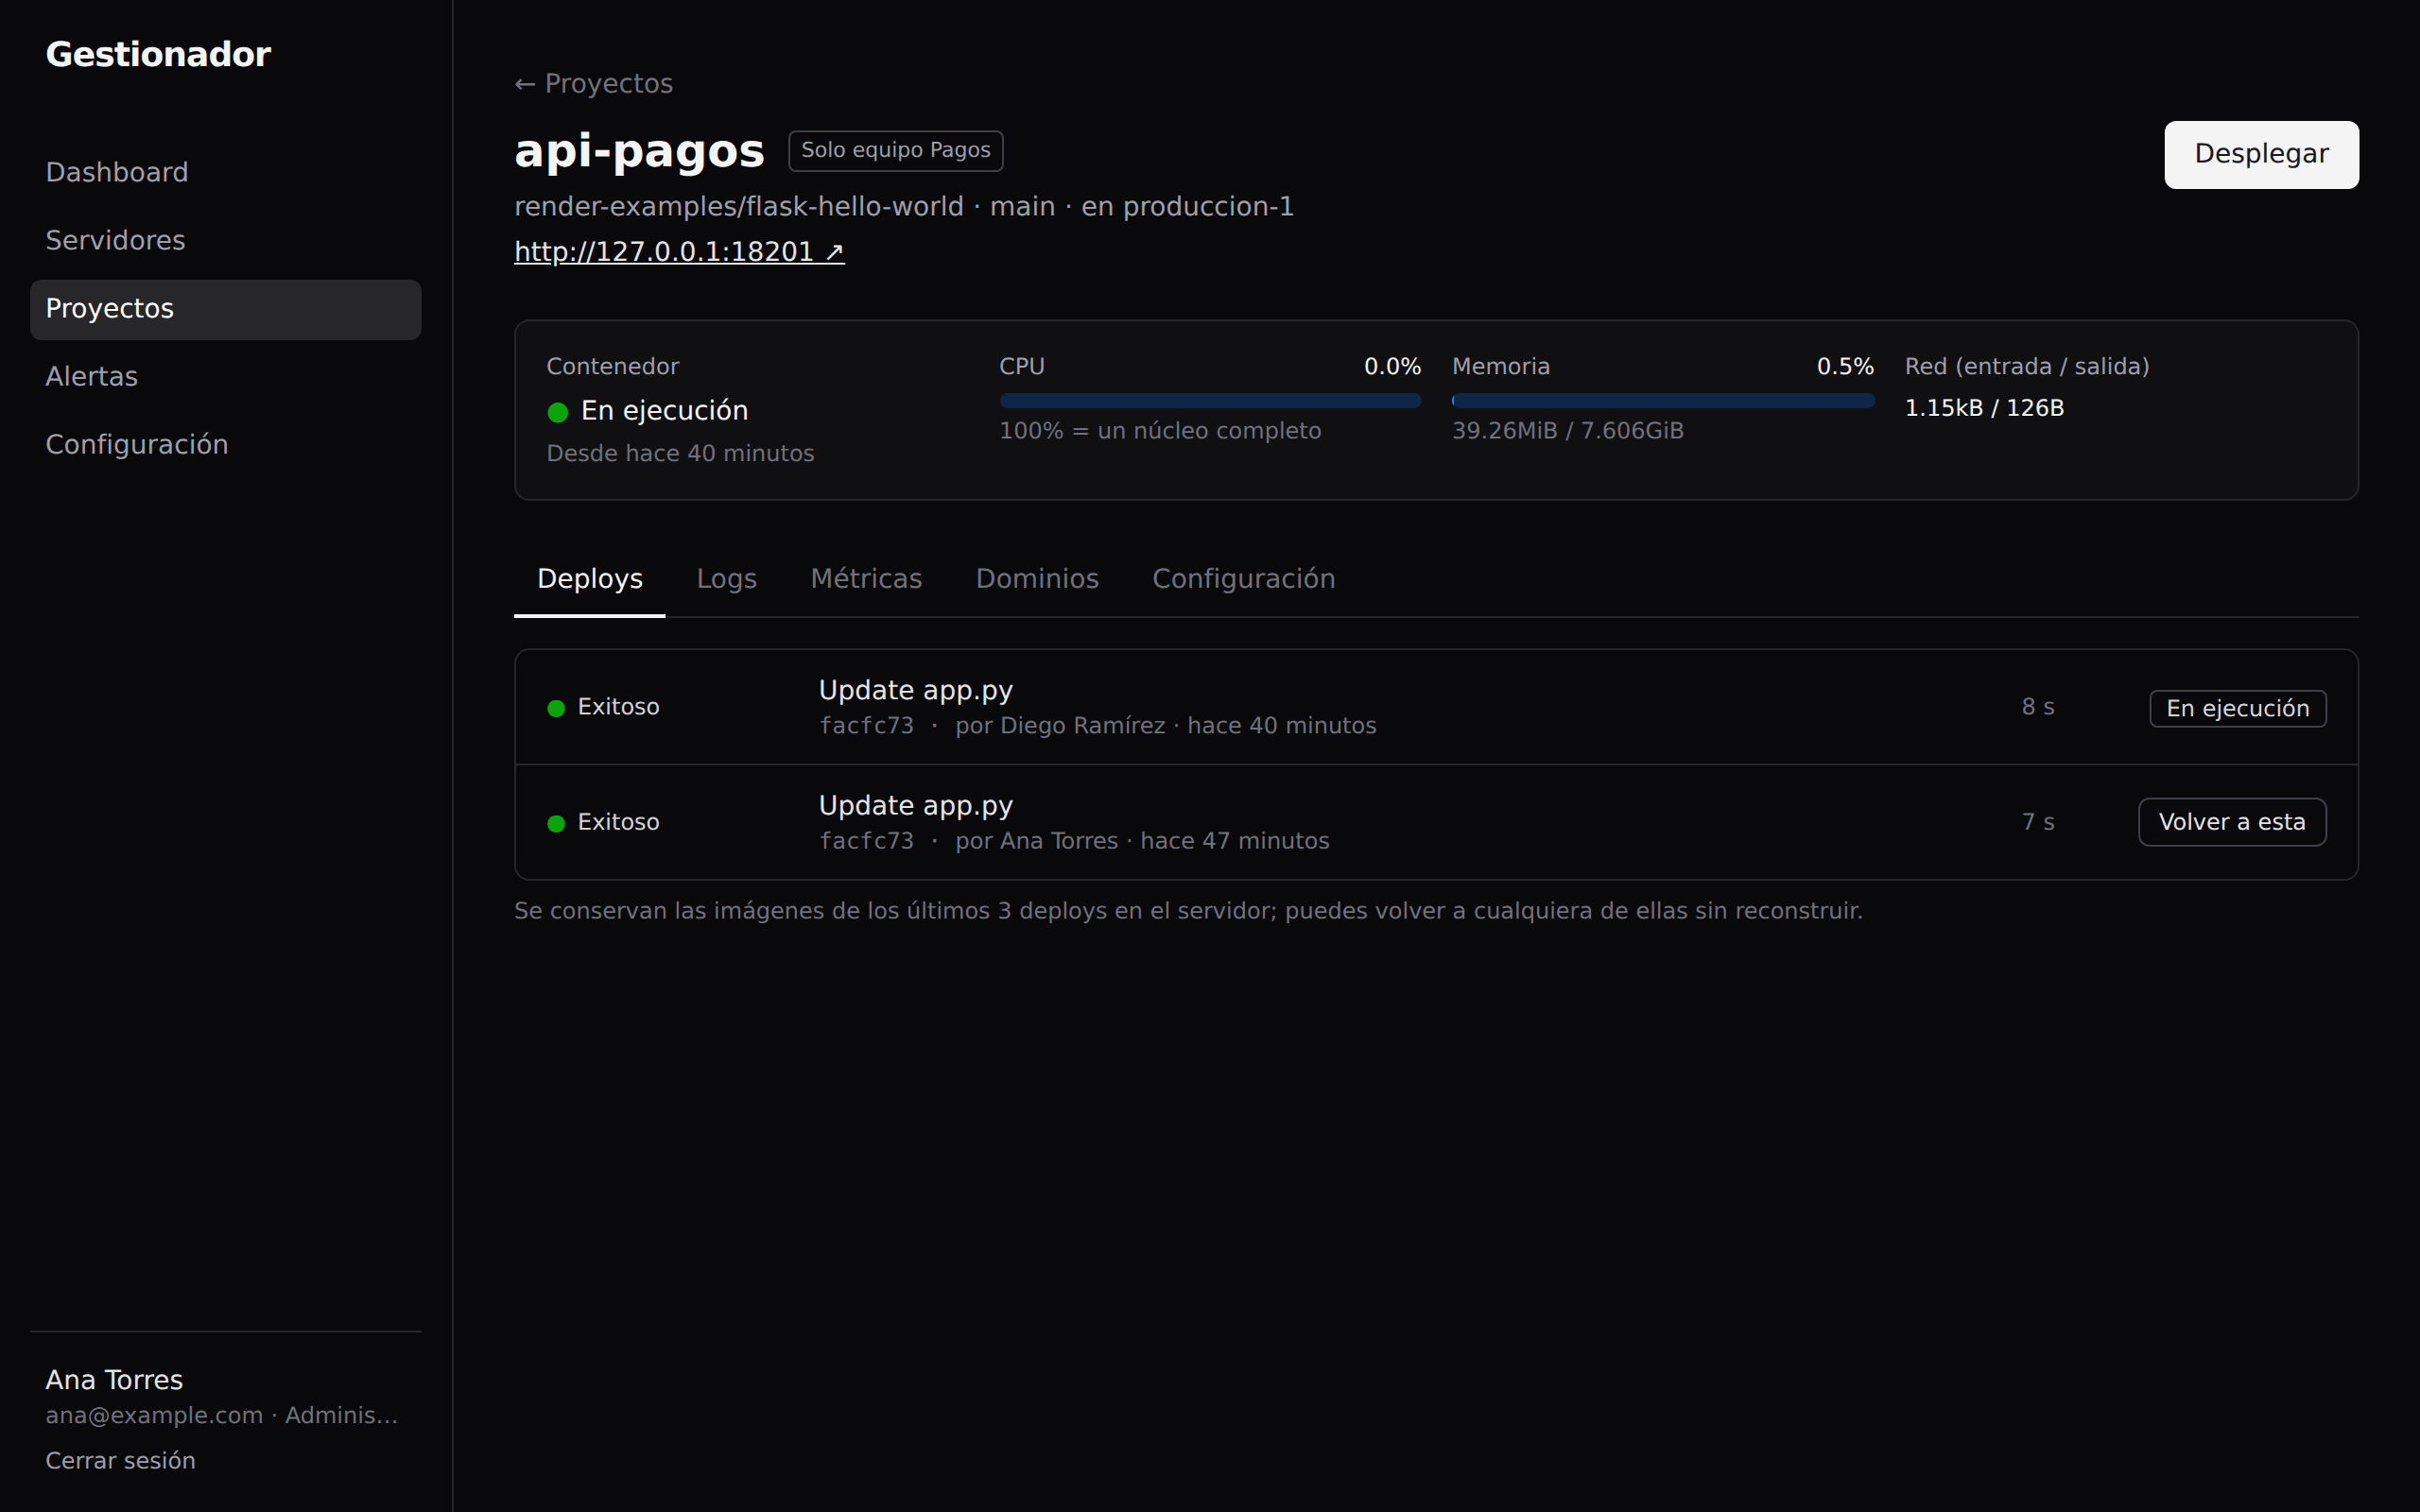 Gestionador
Dashboard
Servidores
Proyectos
Alertas
Configuración
Ana Torres
ana@example.com · Adminis…
Cerrar sesión
← Proyectos
api-pagos Solo equipo Pagos
Desplegar
render-examples/flask-hello-world · main · en produccion-1
http://127.0.0.1:18201 ↗
Contenedor
En ejecución
Desde hace 40 minutos
CPU 0.0%
100% = un núcleo completo
Memoria 0.5%
39.26MiB / 7.606GiB
Red (entrada / salida)
1.15kB / 126B
Deploys Logs Métricas Dominios Configuración
Exitoso
Update app.py
facfc73 · por Diego Ramírez · hace 40 minutos
8 s
En ejecución
Exitoso
Update app.py
facfc73 · por Ana Torres · hace 47 minutos
7 s
Volver a esta
Se conservan las imágenes de los últimos 3 deploys en el servidor; puedes volver a cualquiera de ellas sin reconstruir.